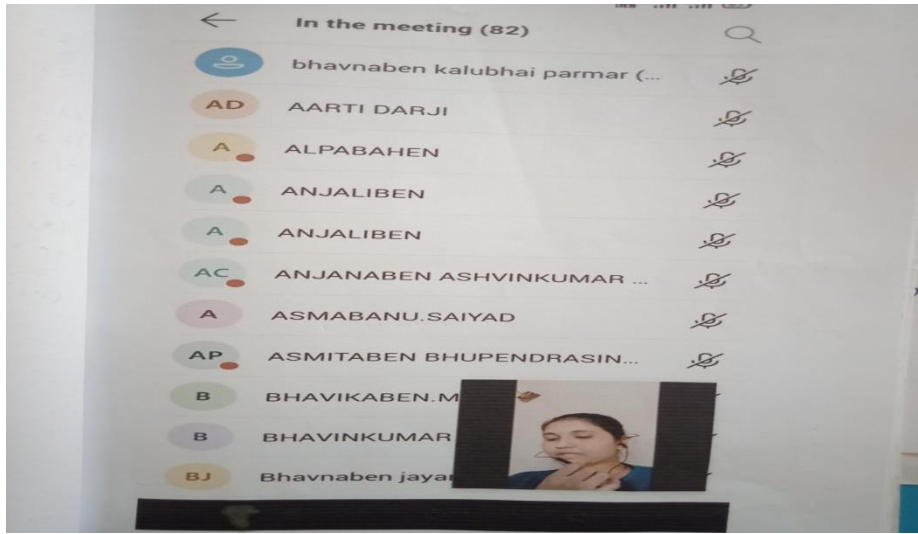 In the meeting (82)
bhavnaben kalubhai parmar (...
AD AARTI DARJI
A ALPABAHEN
A ANJALIBEN
A ANJALIBEN
AC ANJANABEN ASHVINKUMAR ...
A ASMABANU.SAIYAD
AP ASMITABEN BHUPENDRASIN...
B BHAVIKABEN.M
B BHAVINKUMAR
BJ Bhavnaben jaya